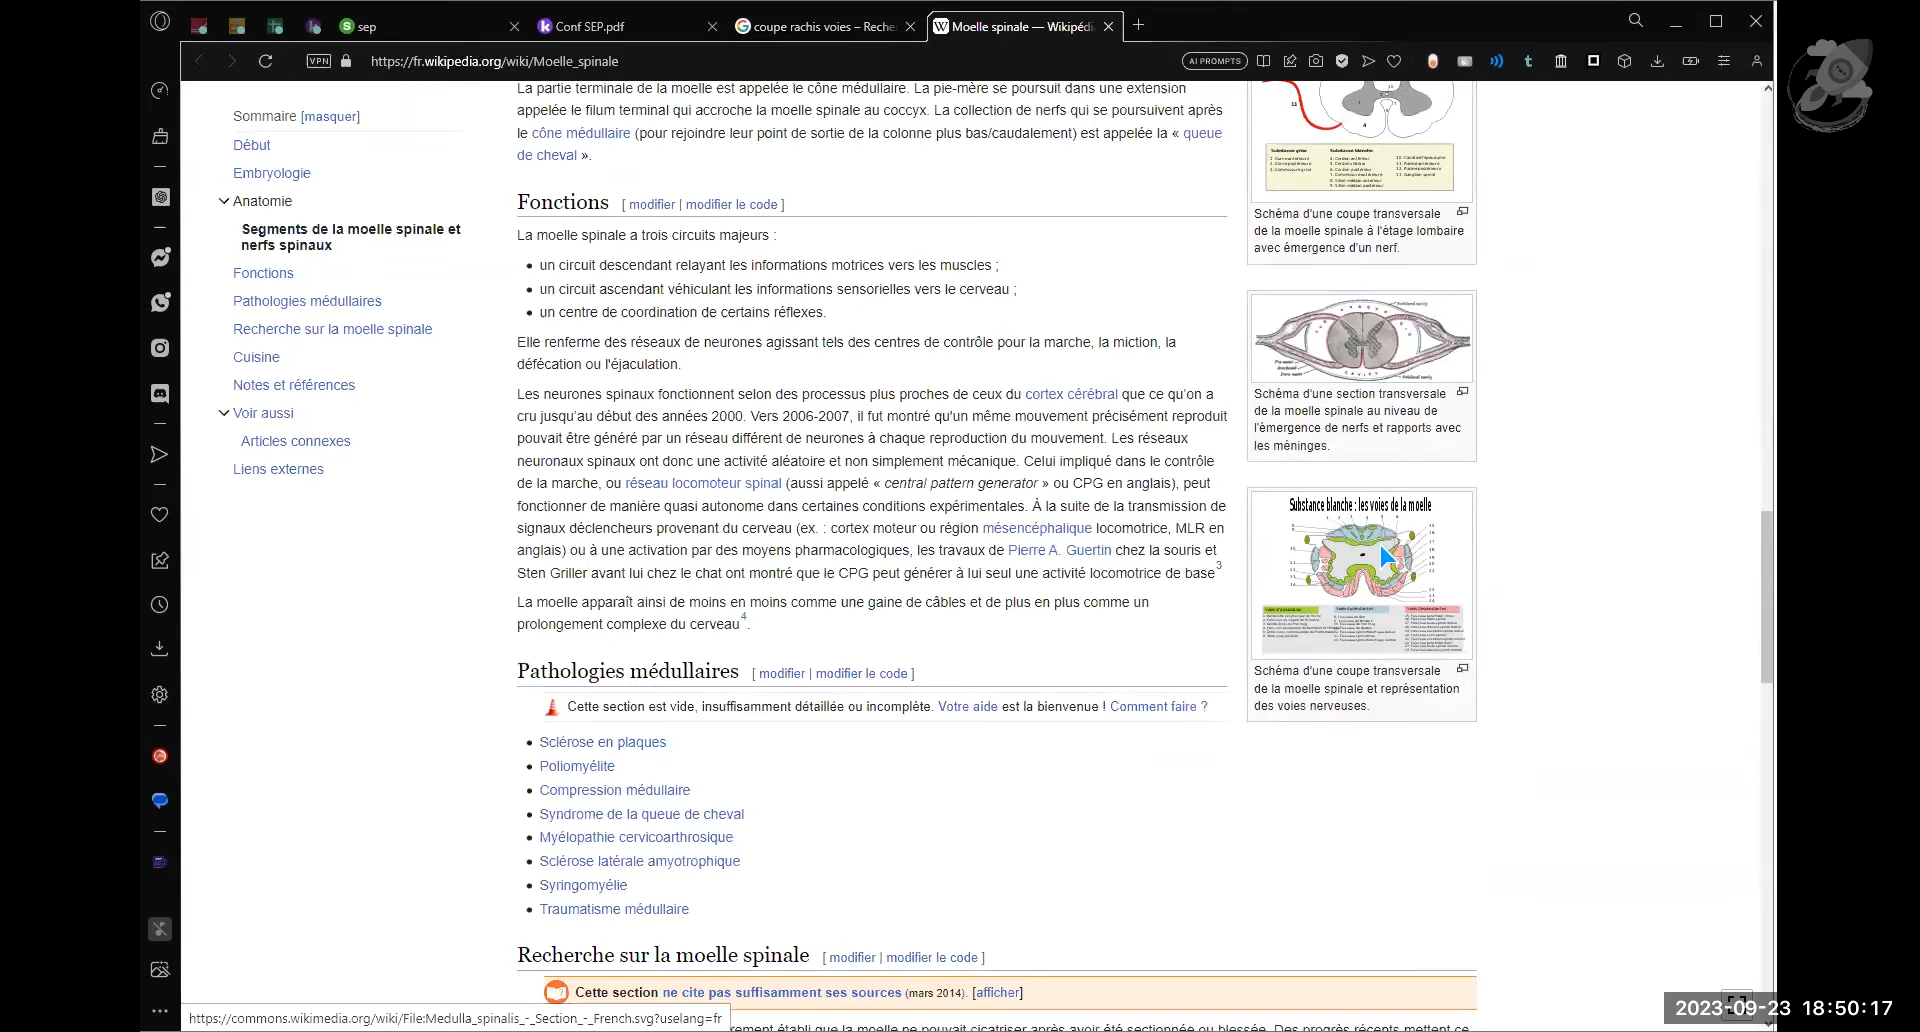 sep
Conf SEP.pdf
coupe rachis voies – Reche
Moelle spinale — Wikipédi
VPN
https://fr.wikipedia.org/wiki/Moelle_spinale
AI PROMPTS
Sommaire [masquer]
Début
Embryologie
Anatomie
Segments de la moelle spinale et
nerfs spinaux
Fonctions
Pathologies médullaires
Recherche sur la moelle spinale
Cuisine
Notes et références
Voir aussi
Articles connexes
Liens externes
La partie terminale de la moelle est appelée le cône médullaire. La pie-mère se poursuit dans une extension
appelée le filum terminal qui accroche la moelle spinale au coccyx. La collection de nerfs qui se poursuivent après
le cône médullaire (pour rejoindre leur point de sortie de la colonne plus bas/caudalement) est appelée la « queue
de cheval ».
Fonctions [ modifier | modifier le code ]
La moelle spinale a trois circuits majeurs :
un circuit descendant relayant les informations motrices vers les muscles ;
un circuit ascendant véhiculant les informations sensorielles vers le cerveau ;
un centre de coordination de certains réflexes.
Elle renferme des réseaux de neurones agissant tels des centres de contrôle pour la marche, la miction, la
défécation ou l'éjaculation.
Les neurones spinaux fonctionnent selon des processus plus proches de ceux du cortex cérébral que ce qu'on a
cru jusqu'au début des années 2000. Vers 2006-2007, il fut montré qu'un même mouvement précisément reproduit
pouvait être généré par un réseau différent de neurones à chaque reproduction du mouvement. Les réseaux
neuronaux spinaux ont donc une activité aléatoire et non simplement mécanique. Celui impliqué dans le contrôle
de la marche, ou réseau locomoteur spinal (aussi appelé « central pattern generator » ou CPG en anglais), peut
fonctionner de manière quasi autonome dans certaines conditions expérimentales. À la suite de la transmission de
signaux déclencheurs provenant du cerveau (ex. : cortex moteur ou région mésencéphalique locomotrice, MLR en
anglais) ou à une activation par des moyens pharmacologiques, les travaux de Pierre A. Guertin chez la souris et
Sten Griller avant lui chez le chat ont montré que le CPG peut générer à lui seul une activité locomotrice de base3
La moelle apparaît ainsi de moins en moins comme une gaine de câbles et de plus en plus comme un
prolongement complexe du cerveau4.
Pathologies médullaires [ modifier | modifier le code ]
Cette section est vide, insuffisamment détaillée ou incomplète. Votre aide est la bienvenue ! Comment faire ?
Sclérose en plaques
Poliomyélite
Compression médullaire
Syndrome de la queue de cheval
Myélopathie cervicoarthrosique
Sclérose latérale amyotrophique
Syringomyélie
Traumatisme médullaire
Recherche sur la moelle spinale [ modifier | modifier le code ]
Cette section ne cite pas suffisamment ses sources (mars 2014). [afficher]
rement établi que la moelle ne pouvait cicatriser après avoir été sectionnée ou blessée. Des progrès récents mettent ce
Substance grise Substance blanche
Schéma d'une coupe transversale
de la moelle spinale à l'étage lombaire
avec émergence d'un nerf.
Schéma d'une section transversale
de la moelle spinale au niveau de
l'émergence de nerfs et rapports avec
les méninges.
Substance blanche : les voies de la moelle
Schéma d'une coupe transversale
de la moelle spinale et représentation
des voies nerveuses.
https://commons.wikimedia.org/wiki/File:Medulla_spinalis_-_Section_-_French.svg?uselang=fr
2023-09-23 18:50:17